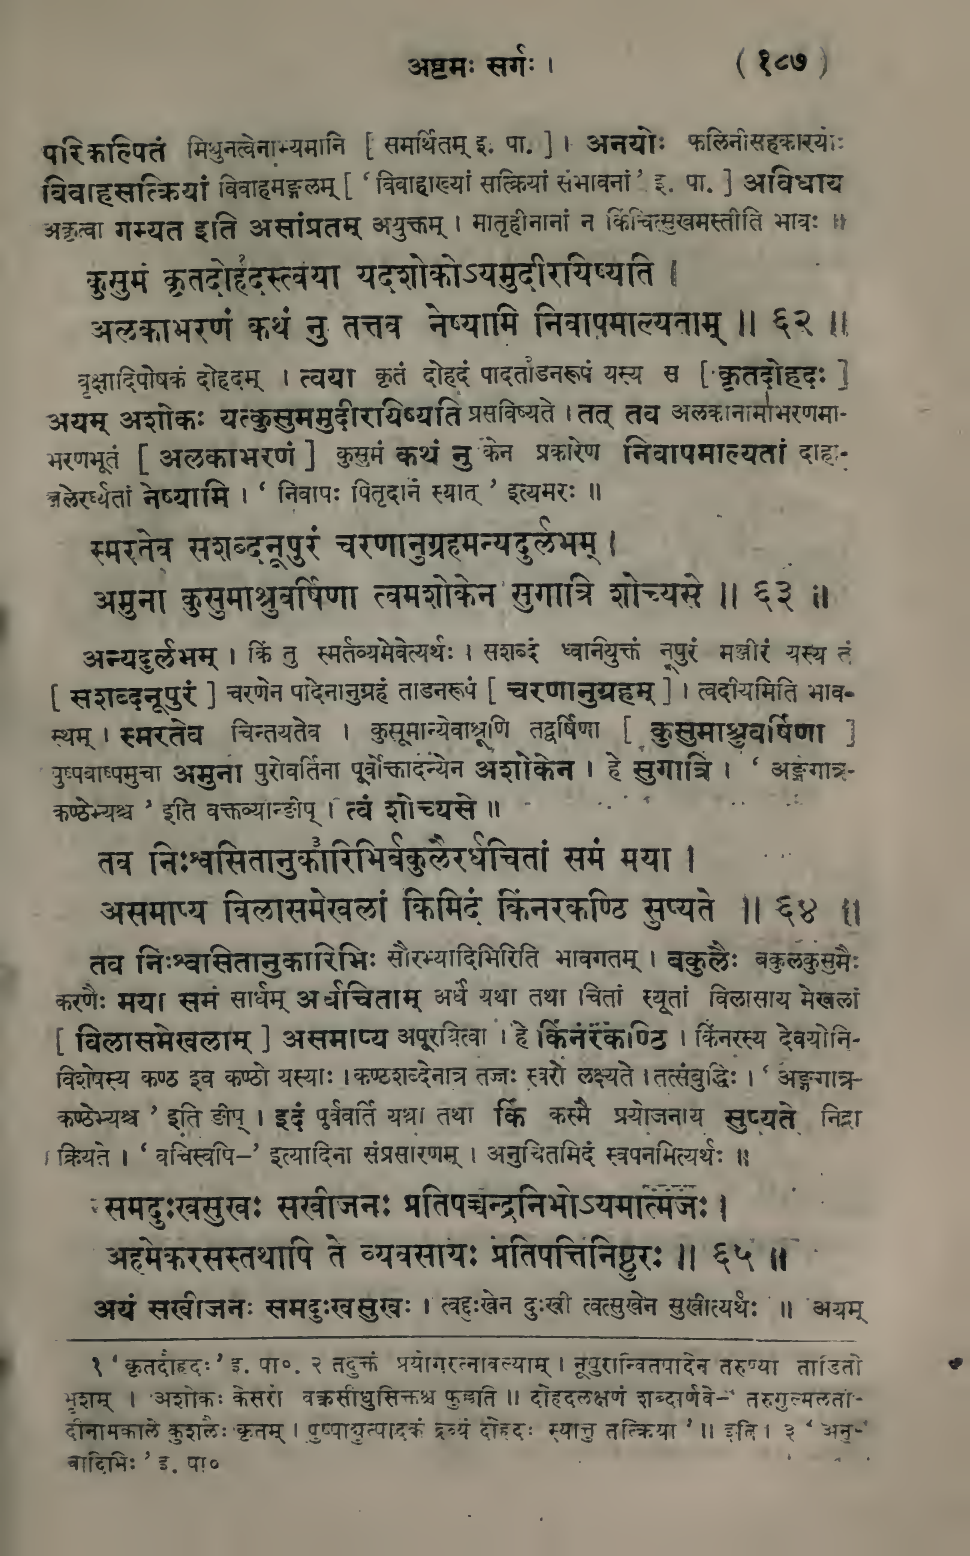 अष्टमः सर्गः । ( १८७ )
परिकल्पितं मिथुनत्वेनाभ्यमानि [ समर्थितम् इ. पा. ] । अनयोः फलिनीसहकारयोः
विवाहसत्क्रियां विवाहमङ्गलम् [ ‘ विवाहाख्यां सत्क्रियां संभावनां ’ इ. पा. ] अविधाय
अकृत्वा गम्यत इति असांप्रतम् अयुक्तम् । मातृहीनानां न किंचित्सुखमस्तीति भावः ॥
कुसुमं कृतदोर्हदस्त्वया यदशोकोऽयमुदीरयिष्यति ।
अलकाभरणं कथं नु तत्तव नेष्यामि निवापमाल्यताम् ॥ ६२ ॥
वृक्षादिपोषकं दोहदम् । त्वया कृतं दोहदं पादताडनरूपं यस्य स [ कृतदोहदः ]
अयम् अशोकः यत्कुसुममुदीरयिष्यति प्रसविष्यते । तत् तव अलकानामाभरणमा-
भरणभूतं [ अलकाभरणं ] कुसुमं कथं नु केन प्रकारेण निवापमाल्यतां दाहा-
ञ्जलेरर्घ्यतां नेष्यामि । ‘ निवापः पितृदानं स्यात् ’ इत्यमरः ॥
स्मरतेव सशब्दनूपुरं चरणानुग्रहमन्यदुर्लभम् ।
अमुना कुसुमाश्रुवर्षिणा त्वमशोकेन सुगात्रि शोच्यसे ॥ ६३ ॥
अन्यदुर्लभम् । किं तु स्मर्तव्यमेवेत्यर्थः । सशब्दं ध्वनियुक्तं नूपुरं मञ्जीरं यस्य तं
[ सशब्दनूपुरं ] चरणेन पादेनानुग्रहं ताडनरूपं [ चरणानुग्रहम् ] । त्वदीयमिति भाव-
स्थम् । स्मरतेव चिन्तयतेव । कुसूमान्येवाश्रूणि तद्वर्षिणा [ कुसुमाश्रुवर्षिणा ]
पुष्पबाष्पमुचा अमुना पुरोवर्तिना पूर्वोक्तादन्येन अशोकेन । हे सुगात्रि । ‘ अङ्गगात्र-
कण्ठेभ्यश्च ’ इति वक्तव्यान्ङीप् । त्वं शोच्यसे ॥
तव निःश्वसितानुकारिभिर्बकुलैरर्धचितां समं मया ।
असमाप्य विलासमेखलां किमिदं किंनरकण्ठि सुप्यते ॥ ६४ ॥
तव निःश्वासितानुकारिभिः सौरभ्यादिभिरिति भावगतम् । बकुलैः बकुलकुसुमैः
करणैः मया समं सार्धम् अर्धचिताम् अर्धे यथा तथा चितां स्यूतां विलासाय मेखलां
[ विलासमेखलाम् ] असमाप्य अपूरयित्वा । हे किंनरकण्ठि । किंनरस्य देवयोनि-
विशेषस्य कण्ठ इव कण्ठो यस्याः । कण्ठशब्देनात्र तज्जः स्वरो लक्ष्यते । तत्संबुद्धिः । ‘ अङ्गगात्र-
कण्ठेभ्यश्च ’ इति ङीप् । इदं पूर्ववर्ति यथा तथा किं कस्मै प्रयोजनाय सुप्यते निद्रा
क्रियते । ‘ वचिस्वपि–’ इत्यादिना संप्रसारणम् । अनुचितमिदं स्वपनमित्यर्थः ॥
समदुःखसुखः सखीजनः प्रतिपच्चन्द्रनिभोऽयमात्मजः ।
अहमेकरसस्तथापि ते व्यवसायः प्रतिपत्तिनिष्ठुरः ॥ ६५ ॥
अयं सखीजनः समदुःखसुखः । त्वद्दुःखेन दुःखी त्वत्सुखेन सुखीत्यर्थः ॥ अयम्
१ ‘ कृतदौहदः ’ इ. पा०. २ तदुक्तं प्रयोगरत्नावल्याम् । नूपुरान्वितपादेन तरुण्या ताडितो
भृशम् । अशोकः केसरो वक्त्रसीधुसिक्तश्च फुल्लति ॥ दोहदलक्षणं शब्दार्णवे–‘ तरुगुल्मलता-
दीनामकाले कुशलैः कृतम् । पुष्पाद्युत्पादकं द्रव्यं दोहदः स्यात्तु तत्क्रिया ’ ॥ इति । ३ ‘ अनु-
वादिभिः ’ इ. पा०